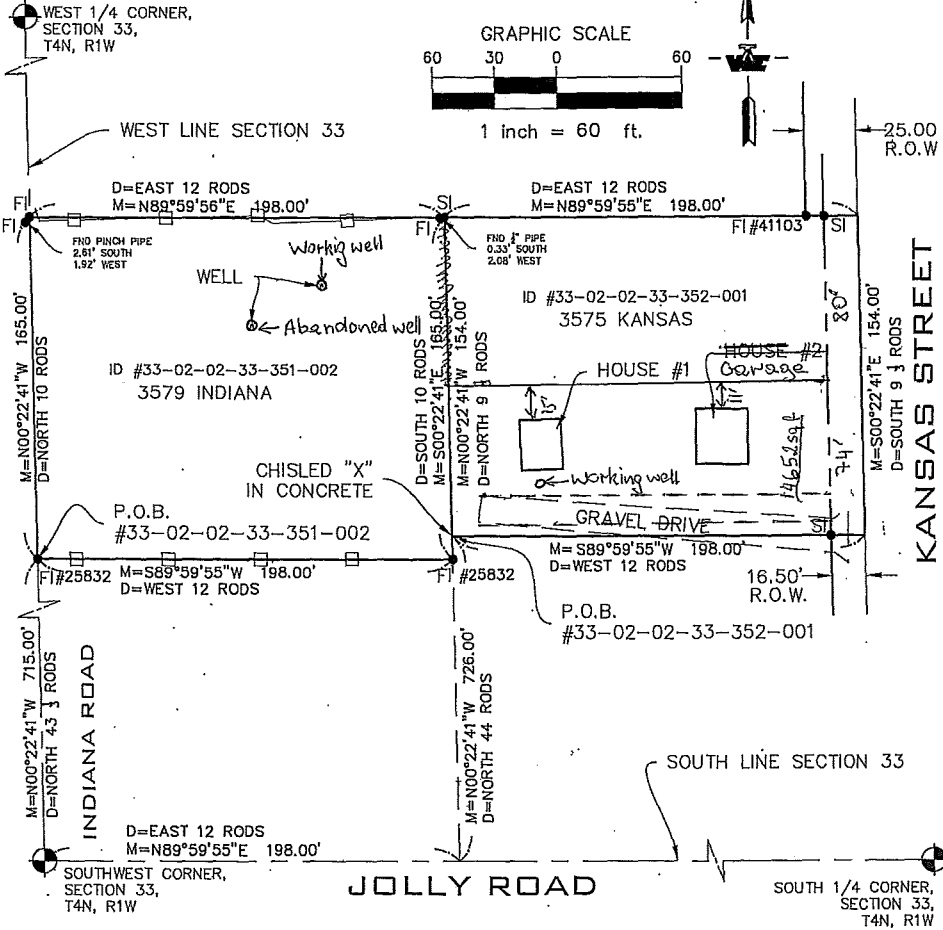 WEST 1/4 CORNER,
SECTION 33,
T4N, R1W
GRAPHIC SCALE
60 30 0 60
1 inch = 60 ft.
WEST LINE SECTION 33
25.00
R.O.W
D=EAST 12 RODS
M=N89°59'56"E 198.00'
D=EAST 12 RODS
M=N89°59'55"E 198.00'
FI
FI
SI
FI
FI #41103
SI
FND PINCH PIPE
2.61' SOUTH
1.92' WEST
FND PIPE
0.33' SOUTH
2.08' WEST
Working well
WELL
Abandoned well
ID #33-02-02-33-351-002
3579 INDIANA
M=N00°22'41"W 165.00'
D=NORTH 10 RODS
D=SOUTH 10 RODS
M=S00°22'41"E 165.00'
M=N00°22'41"W 154.00'
D=NORTH 9 1/3 RODS
ID #33-02-02-33-352-001
3575 KANSAS
80'
HOUSE #1
HOUSE #2
Garage
15'
11'
14652 sqft
74'
M=S00°22'41"E 154.00'
D=SOUTH 9 1/3 RODS
KANSAS STREET
CHISLED "X"
IN CONCRETE
Working well
GRAVEL DRIVE
SI
P.O.B.
#33-02-02-33-351-002
FI #25832
M=S89°59'55"W 198.00'
D=WEST 12 RODS
FI #25832
M=S89°59'55"W 198.00'
D=WEST 12 RODS
16.50'
R.O.W.
P.O.B.
#33-02-02-33-352-001
M=N00°22'41"W 715.00'
D=NORTH 43 1/3 RODS
INDIANA ROAD
M=N00°22'41"W 726.00'
D=NORTH 44 RODS
SOUTH LINE SECTION 33
D=EAST 12 RODS
M=N89°59'55"E 198.00'
SOUTHWEST CORNER,
SECTION 33,
T4N, R1W
JOLLY ROAD
SOUTH 1/4 CORNER,
SECTION 33,
T4N, R1W